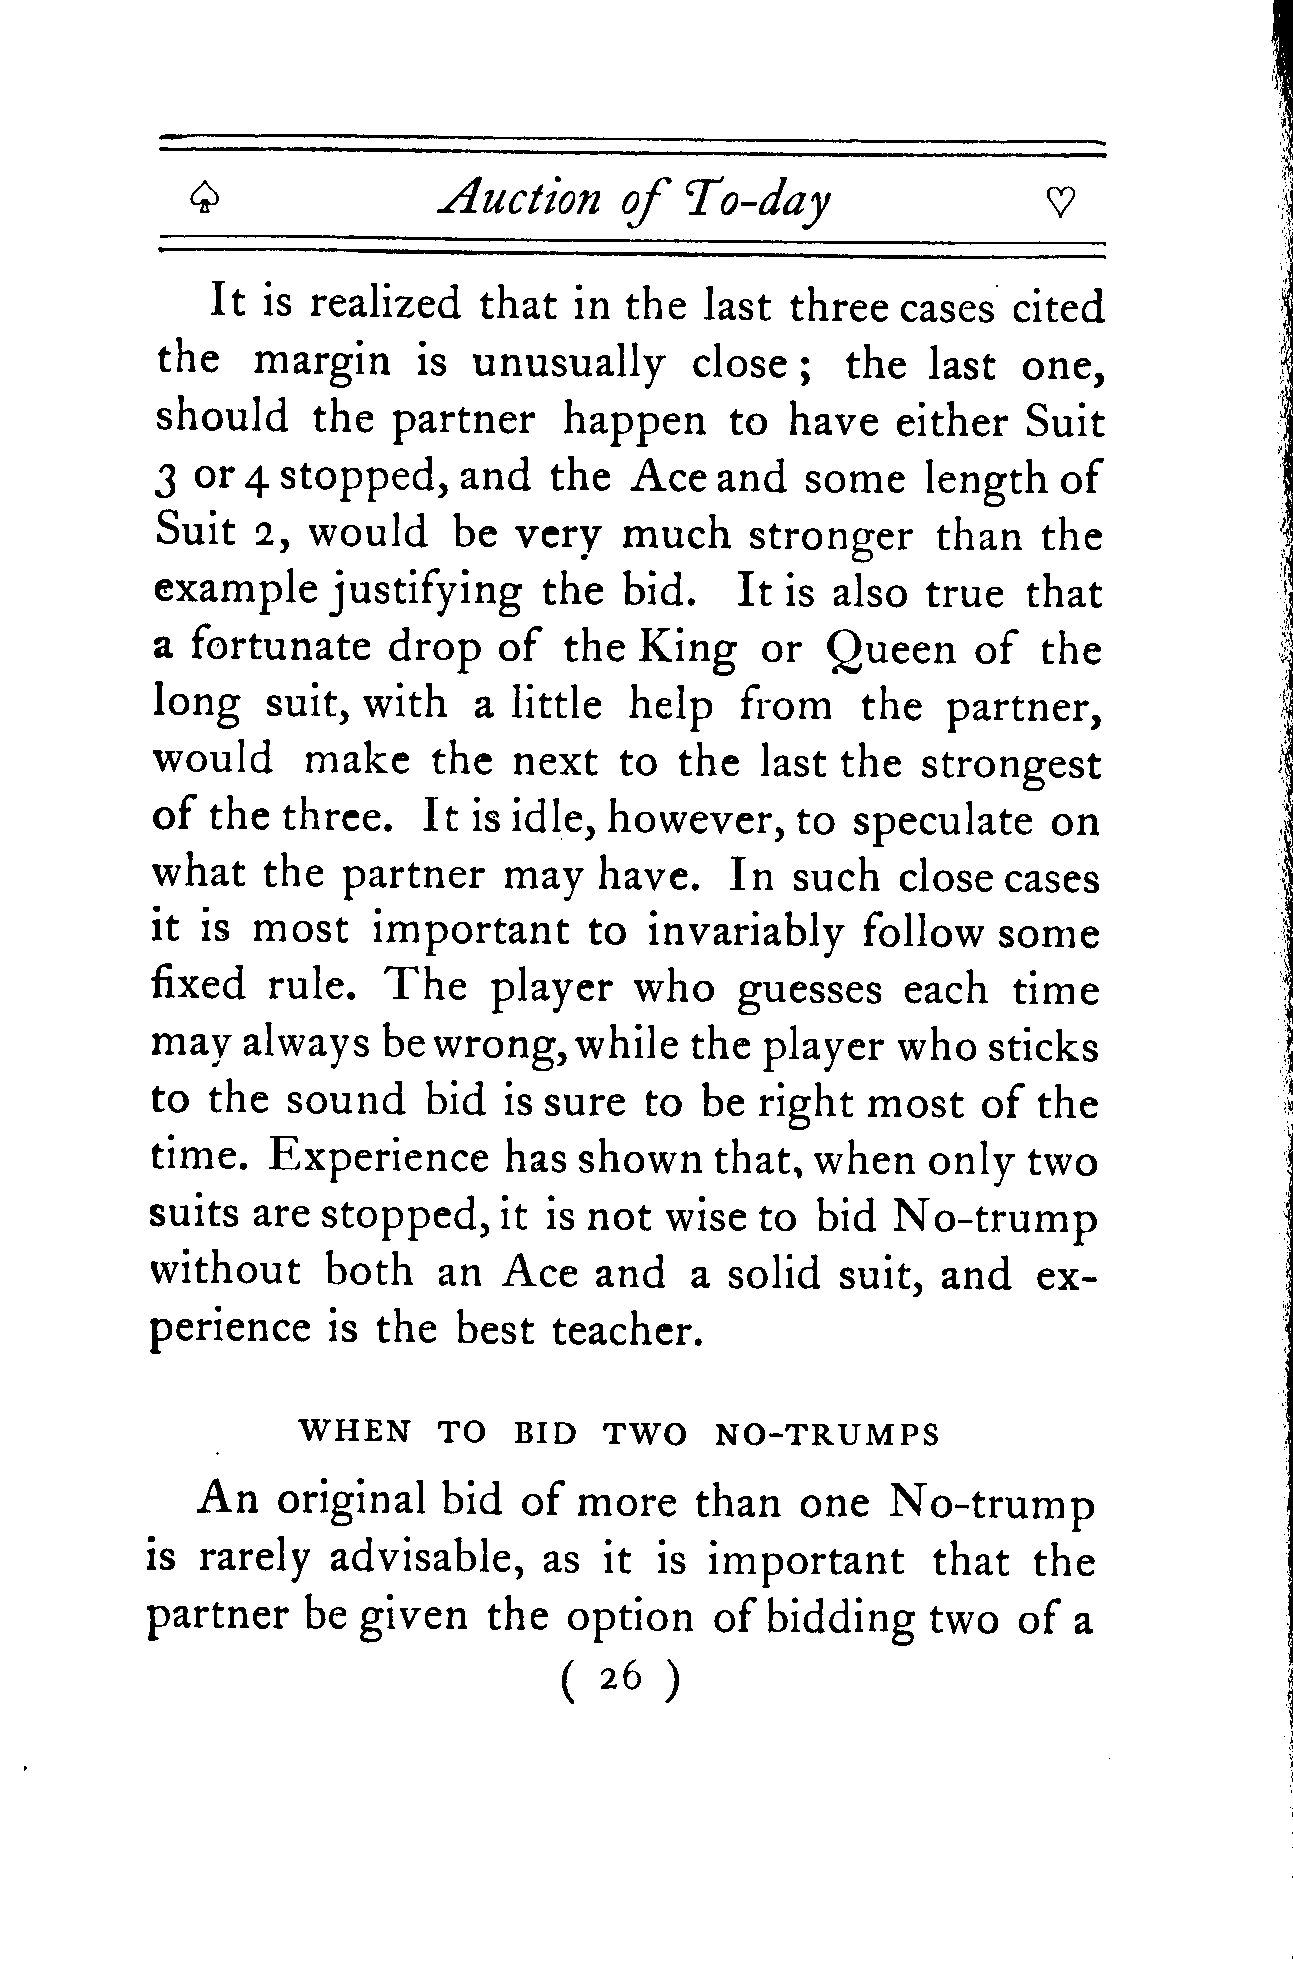 ♤ Auction of To-day ♡
It is realized that in the last three cases cited
the margin is unusually close; the last one,
should the partner happen to have either Suit
3 or 4 stopped, and the Ace and some length of
Suit 2, would be very much stronger than the
example justifying the bid. It is also true that
a fortunate drop of the King or Queen of the
long suit, with a little help from the partner,
would make the next to the last the strongest
of the three. It is idle, however, to speculate on
what the partner may have. In such close cases
it is most important to invariably follow some
fixed rule. The player who guesses each time
may always be wrong, while the player who sticks
to the sound bid is sure to be right most of the
time. Experience has shown that, when only two
suits are stopped, it is not wise to bid No-trump
without both an Ace and a solid suit, and ex-
perience is the best teacher.
WHEN TO BID TWO NO-TRUMPS
An original bid of more than one No-trump
is rarely advisable, as it is important that the
partner be given the option of bidding two of a
( 26 )